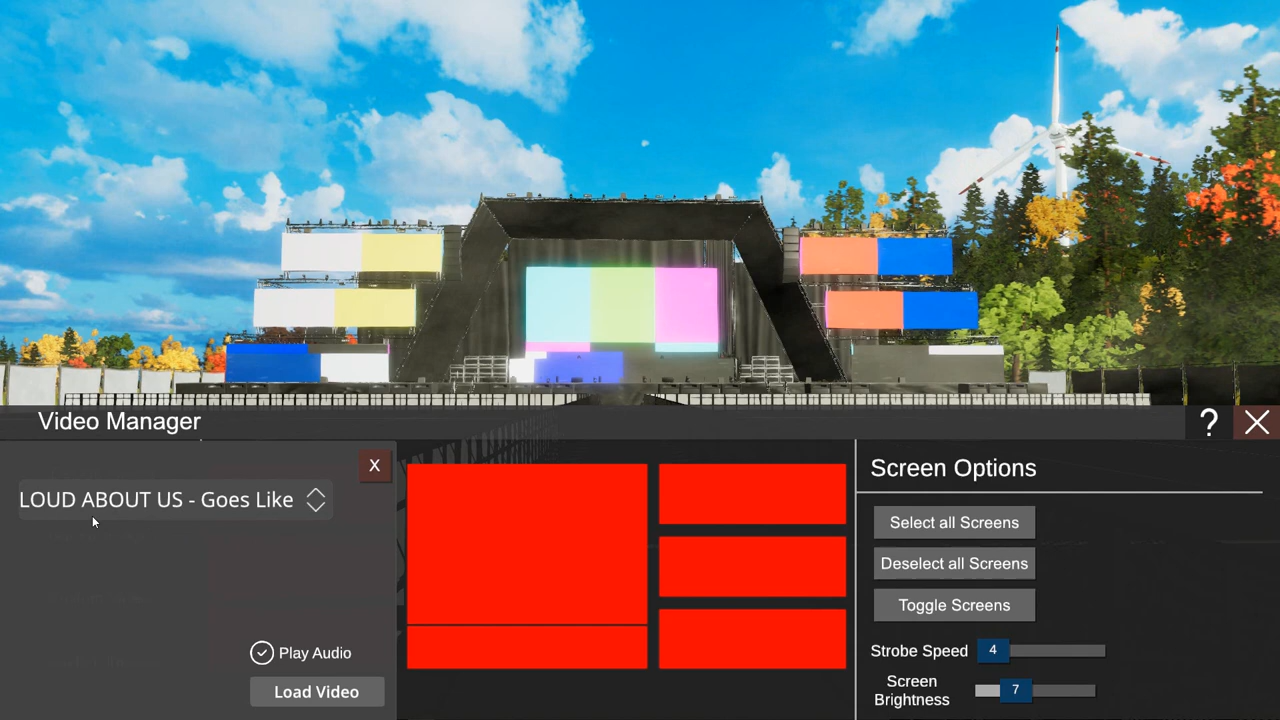 Video Manager
?
X
LOUD ABOUT US - Goes Like
Play Audio
Load Video
Screen Options
Select all Screens
Deselect all Screens
Toggle Screens
Strobe Speed 4
Screen
Brightness 7